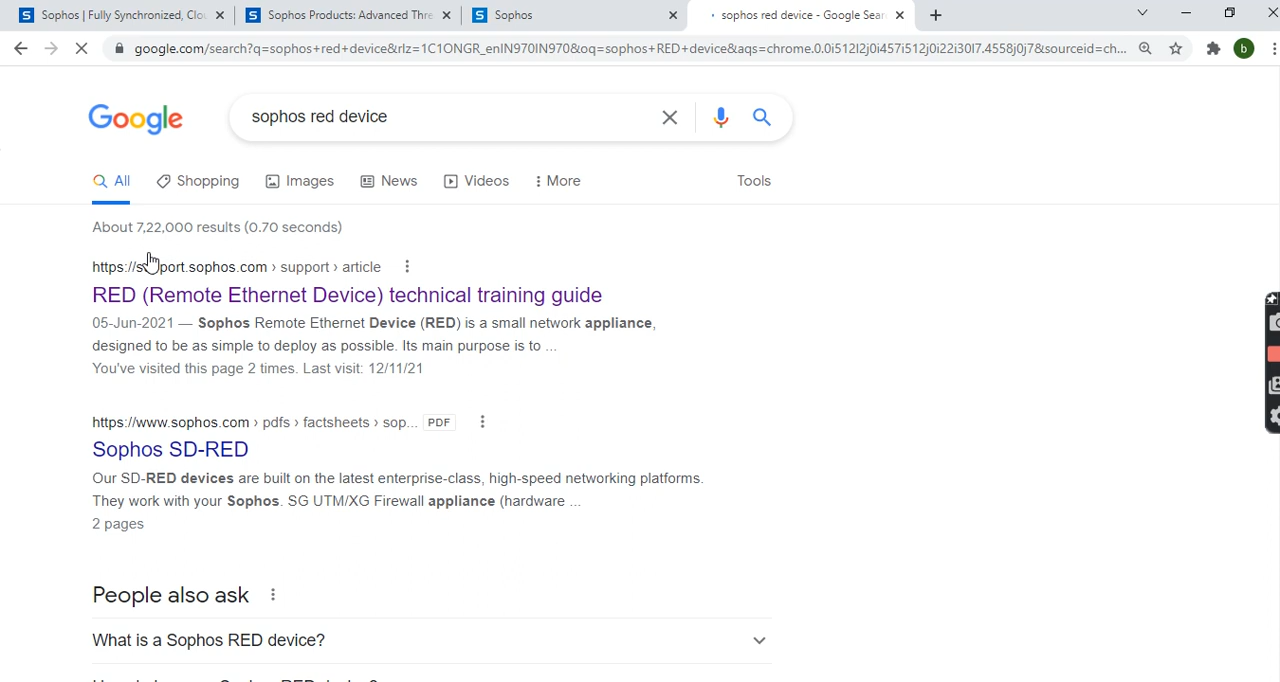 Sophos | Fully Synchronized, Clo
Sophos Products: Advanced Thre
Sophos
sophos red device - Google Sear
google.com/search?q=sophos+red+device&rlz=1C1ONGR_enIN970IN970&oq=sophos+RED+device&aqs=chrome.0.0i512l2j0i457i512j0i22i30l7.4558j0j7&sourceid=ch...
b
Google
sophos red device
All
Shopping
Images
News
Videos
More
Tools
About 7,22,000 results (0.70 seconds)
https://support.sophos.com › support › article
RED (Remote Ethernet Device) technical training guide
05-Jun-2021 — Sophos Remote Ethernet Device (RED) is a small network appliance,
designed to be as simple to deploy as possible. Its main purpose is to ...
You've visited this page 2 times. Last visit: 12/11/21
https://www.sophos.com › pdfs › factsheets › sop... PDF
Sophos SD-RED
Our SD-RED devices are built on the latest enterprise-class, high-speed networking platforms.
They work with your Sophos. SG UTM/XG Firewall appliance (hardware ...
2 pages
People also ask
What is a Sophos RED device?